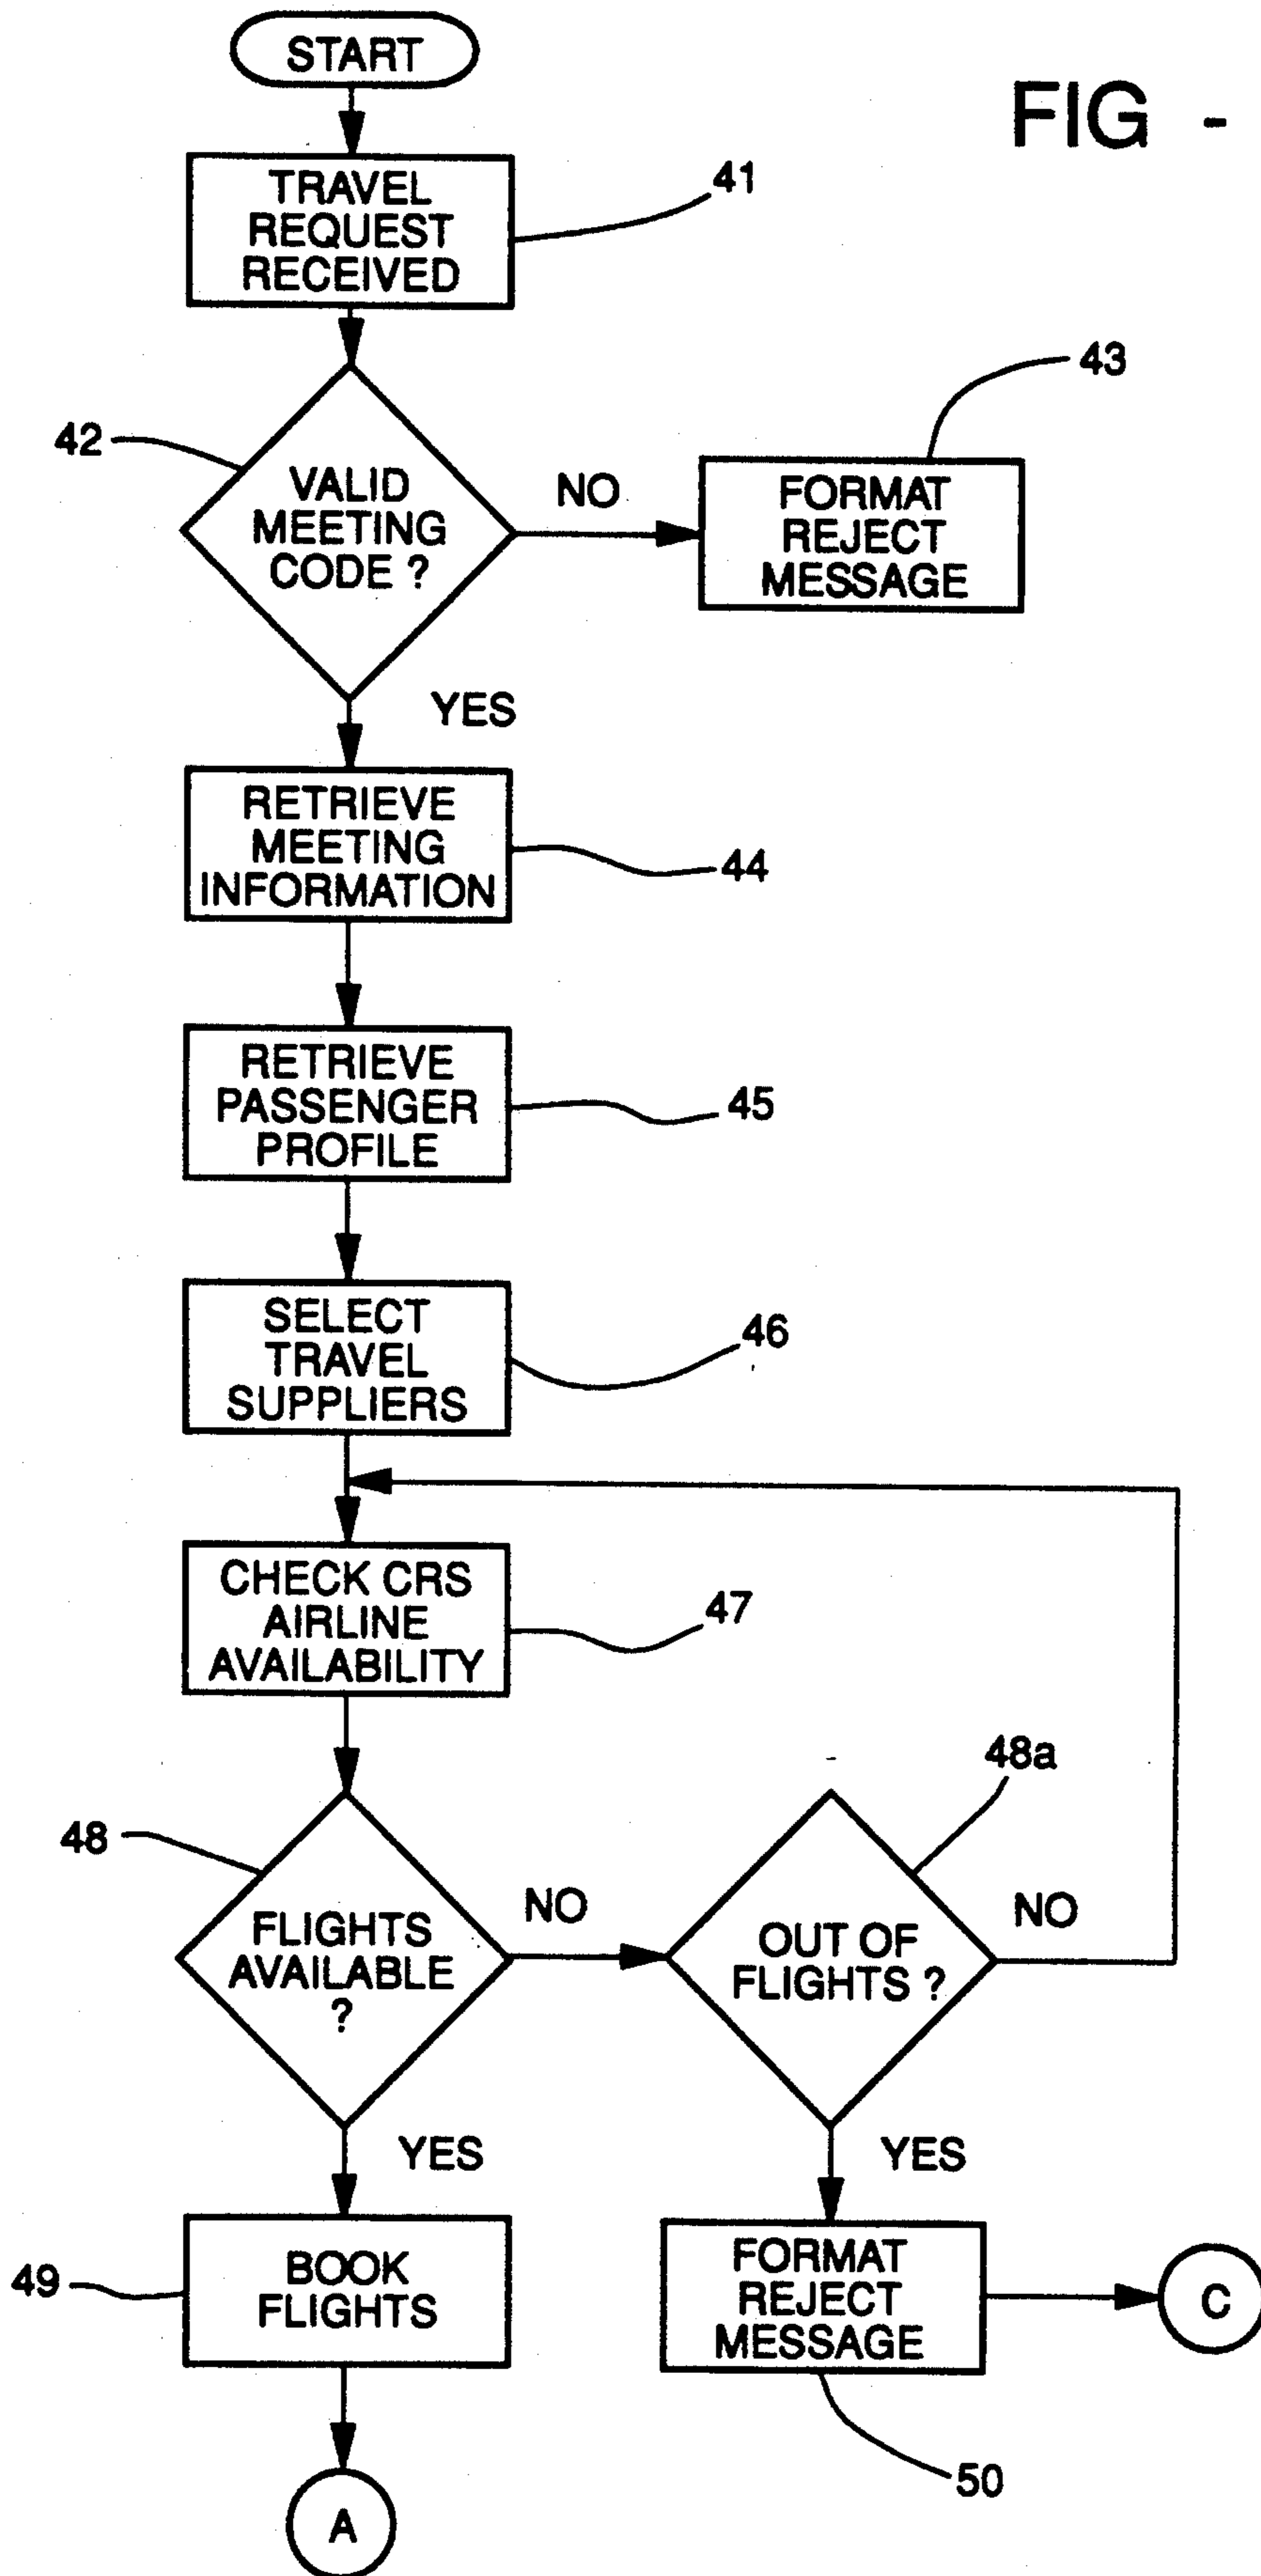 START
FIG -
TRAVEL
REQUEST
RECEIVED
41
42
VALID
MEETING
CODE ?
NO
43
FORMAT
REJECT
MESSAGE
YES
RETRIEVE
MEETING
INFORMATION
44
RETRIEVE
PASSENGER
PROFILE
45
SELECT
TRAVEL
SUPPLIERS
46
CHECK CRS
AIRLINE
AVAILABILITY
47
48
FLIGHTS
AVAILABLE
?
NO
48a
OUT OF
FLIGHTS ?
NO
YES
YES
49
BOOK
FLIGHTS
FORMAT
REJECT
MESSAGE
C
50
A